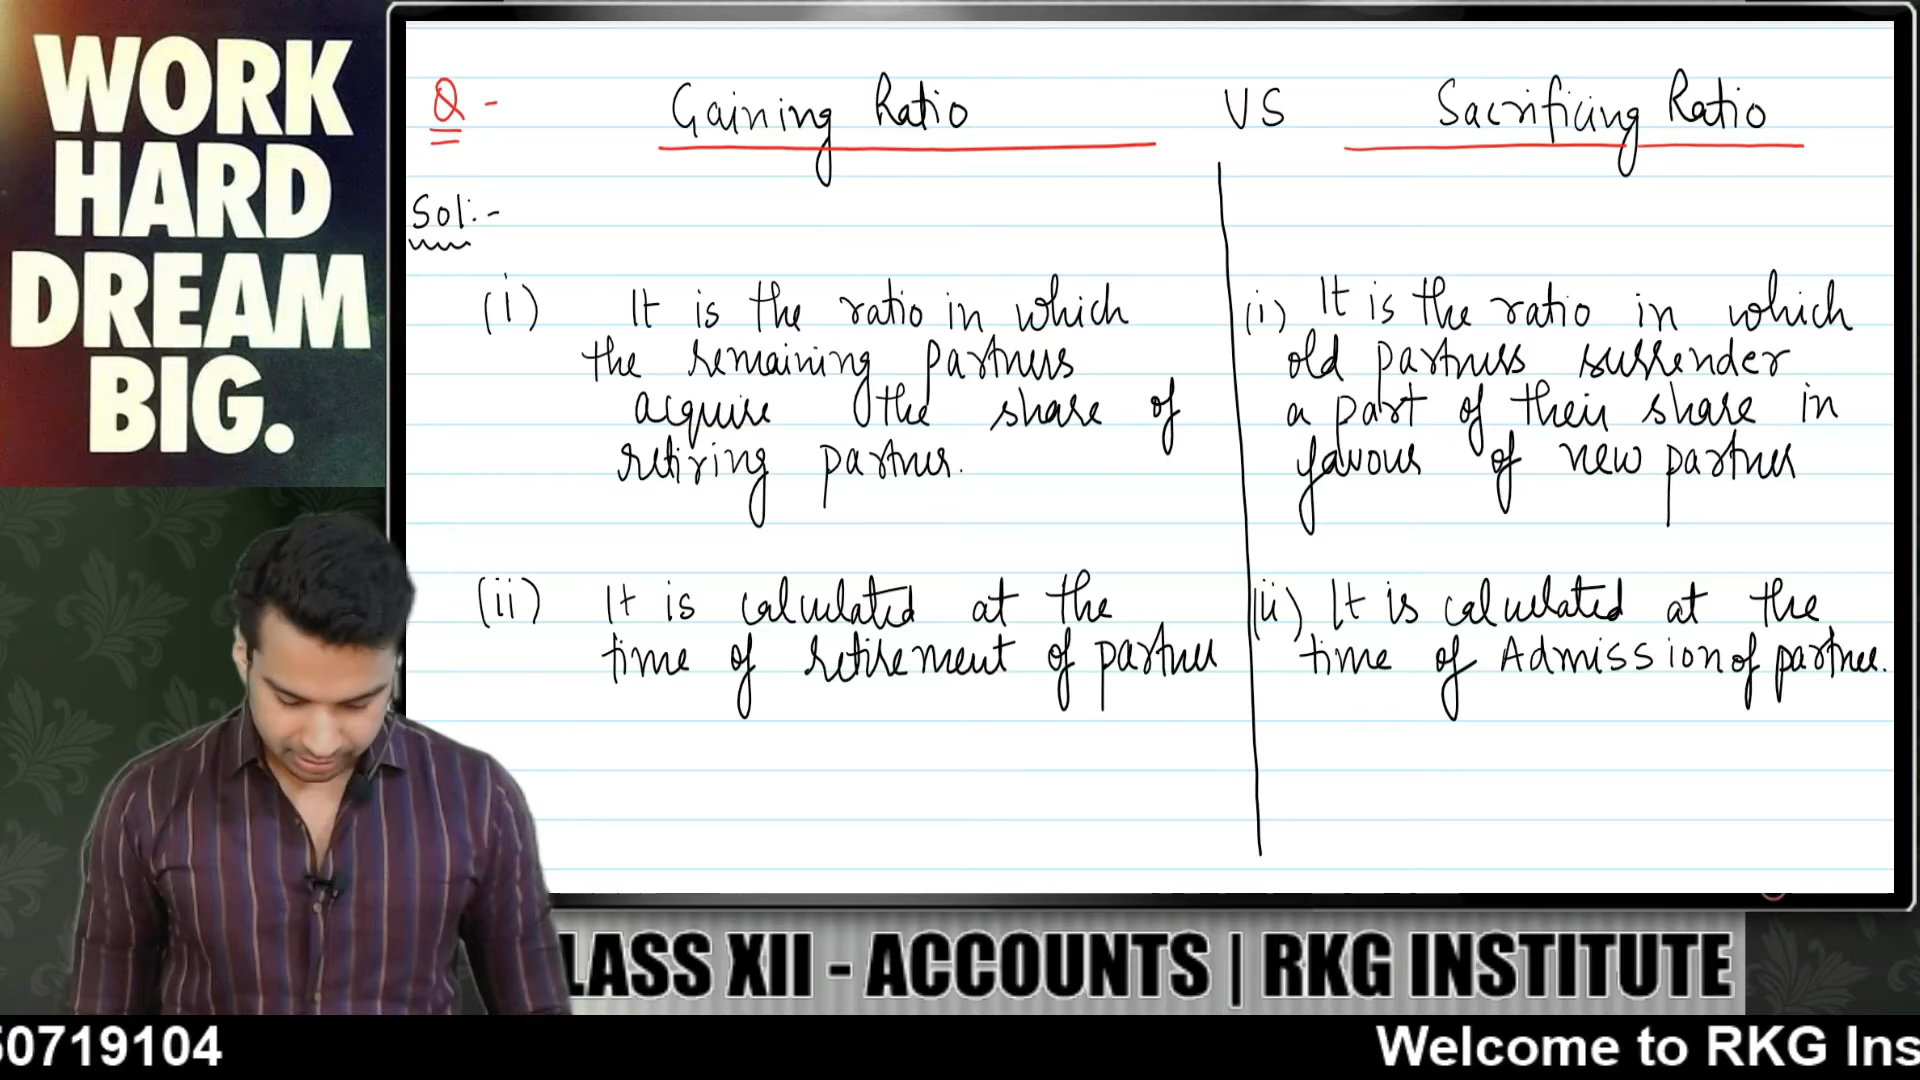 WORK
HARD
DREAM
BIG.
Q - Gaining Ratio VS Sacrificing Ratio
Sol:-
(i) It is the ratio in which
the remaining partners
acquire the share of
retiring partner.
(i) It is the ratio in which
old partners surrender
a part of their share in
favour of new partner
(ii) It is calculated at the
time of retirement of partner
(ii) It is calculated at the
time of Admission of partner.
LASS XII - ACCOUNTS | RKG INSTITUTE
50719104
Welcome to RKG Ins